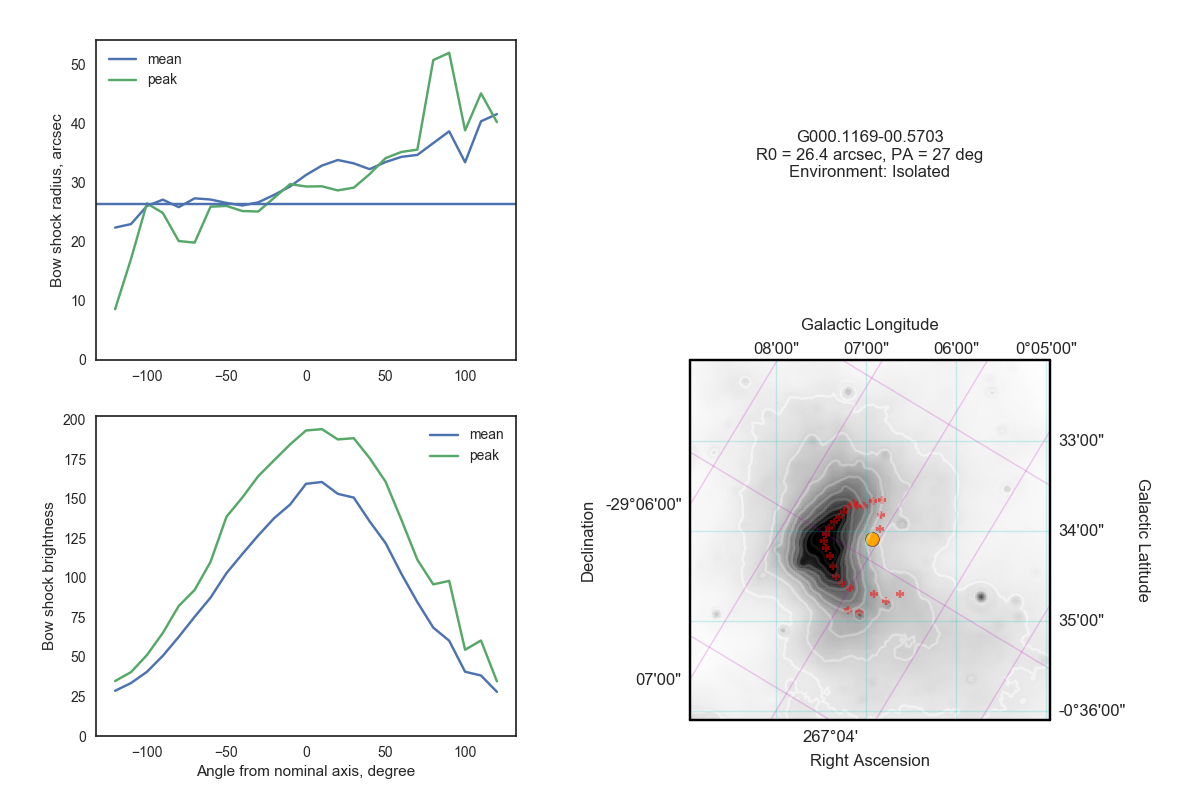 mean
peak
50
40
30
20
10
0
Bow shock radius, arcsec
−100
−50
0
50
100
G000.1169-00.5703
R0 = 26.4 arcsec, PA = 27 deg
Environment: Isolated
mean
peak
200
175
150
125
100
75
50
25
0
Bow shock brightness
−100
−50
0
50
100
Angle from nominal axis, degree
Galactic Longitude
08'00"
07'00"
06'00"
0°05'00"
33'00"
34'00"
35'00"
-0°36'00"
Galactic Latitude
-29°06'00"
07'00"
Declination
267°04'
Right Ascension